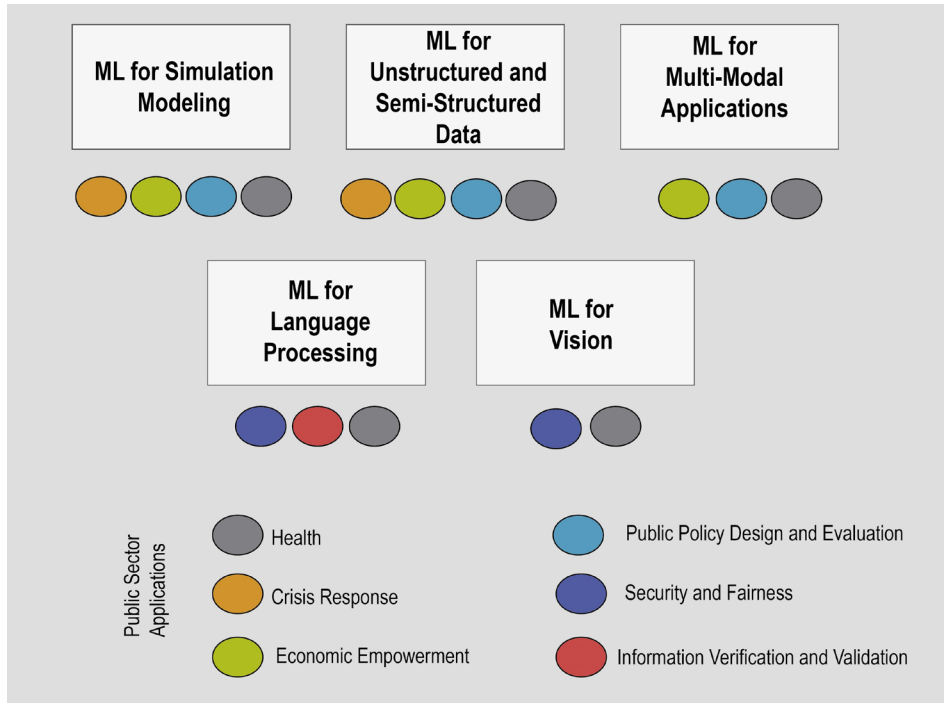 ML for Simulation
Modeling
ML for
Unstructured and
Semi-Structured
Data
ML for
Multi-Modal
Applications
ML for
Language
Processing
ML for
Vision
Public Sector
Applications
Health
Crisis Response
Economic Empowerment
Public Policy Design and Evaluation
Security and Fairness
Information Verification and Validation